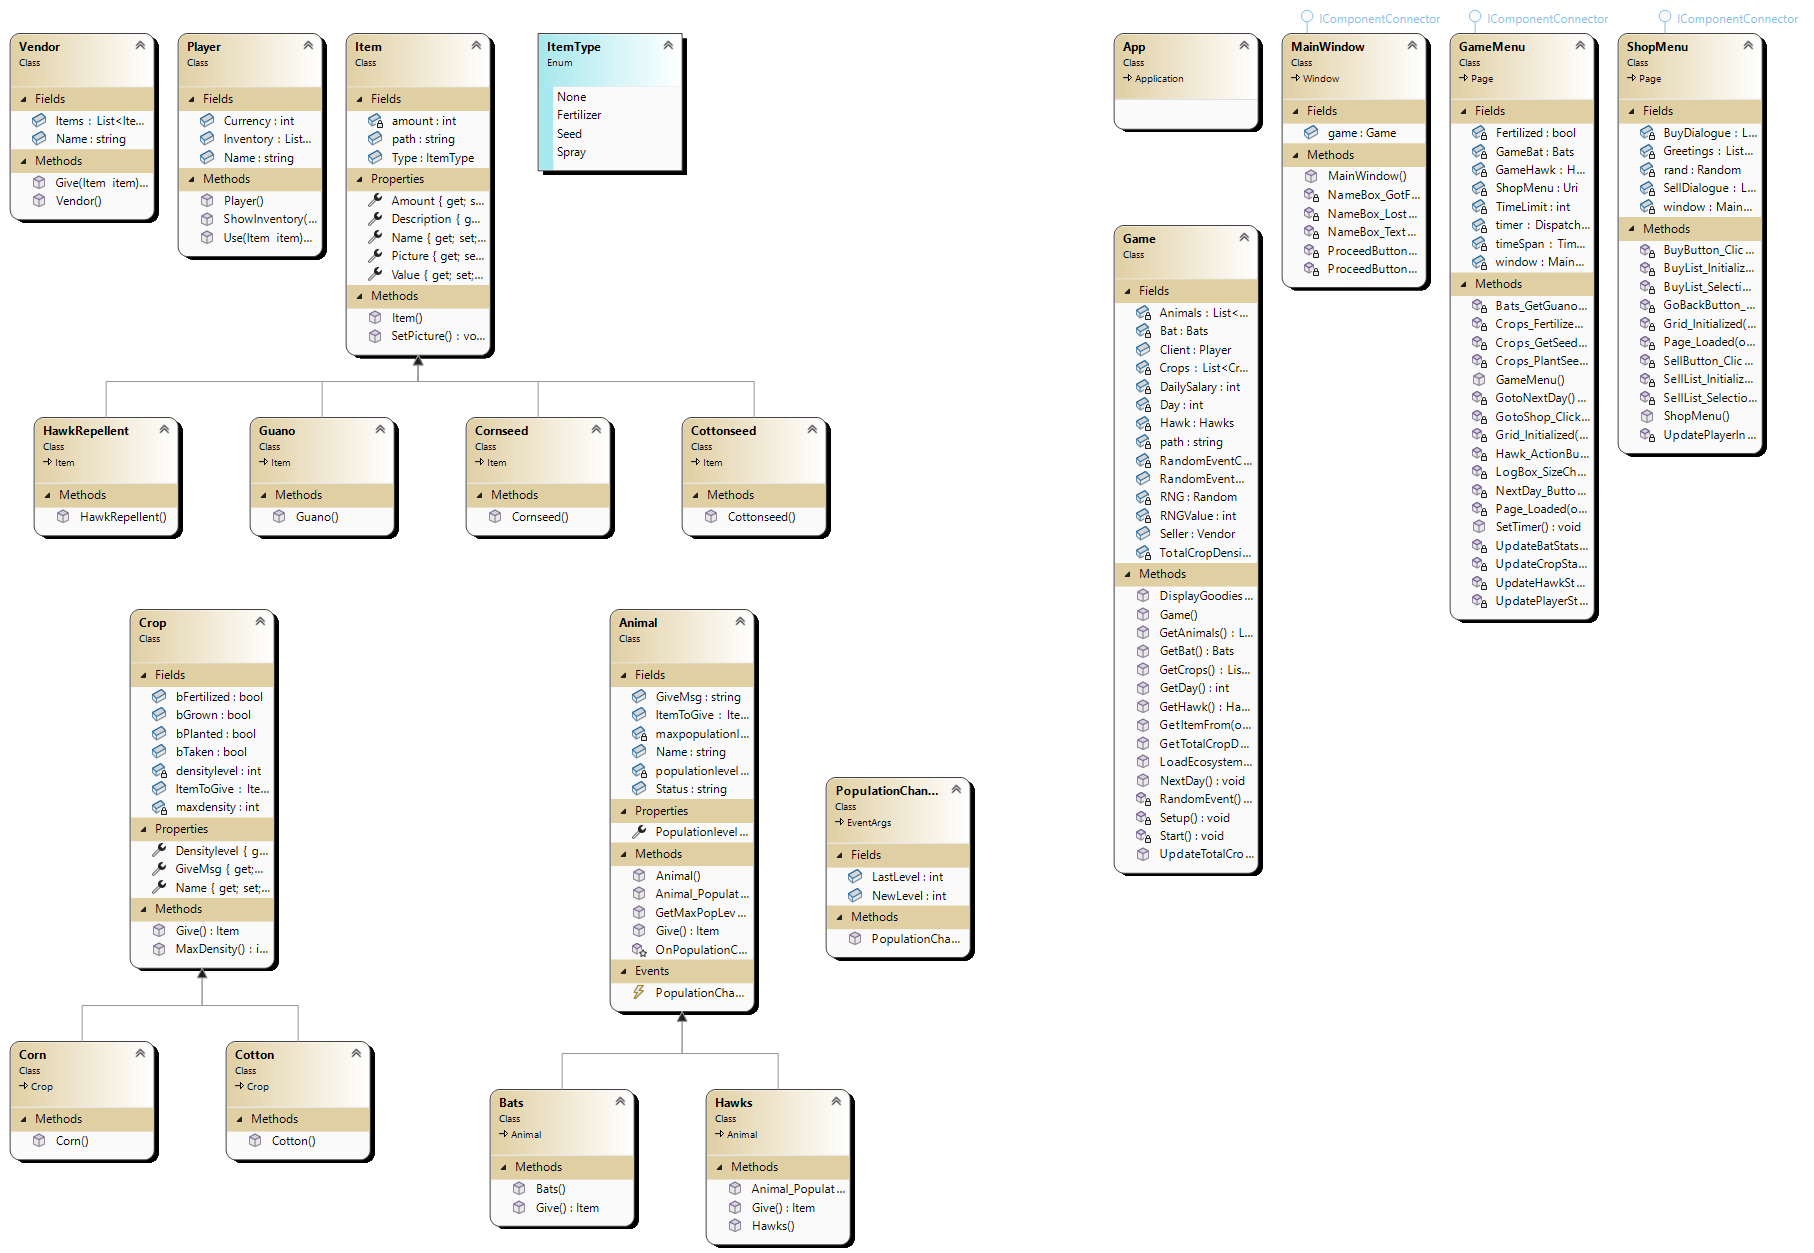 Vendor
Class
Fields
Items : List<Ite...
Name : string
Methods
Give(Item item)...
Vendor()
Player
Class
Fields
Currency : int
Inventory : List...
Name : string
Methods
Player()
ShowInventory(...
Use(Item item)...
Item
Class
Fields
amount : int
path : string
Type : ItemType
Properties
Amount { get; s...
Description { g...
Name { get; set;...
Picture { get; se...
Value { get; set;...
Methods
Item()
SetPicture() : vo...
ItemType
Enum
None
Fertilizer
Seed
Spray
HawkRepellent
Class
Item
Methods
HawkRepellent()
Guano
Class
Item
Methods
Guano()
Cornseed
Class
Item
Methods
Cornseed()
Cottonseed
Class
Item
Methods
Cottonseed()
Crop
Class
Fields
bFertilized : bool
bGrown : bool
bPlanted : bool
bTaken : bool
densitylevel : int
ItemToGive : Ite...
maxdensity : int
Properties
Densitylevel { g...
GiveMsg { get;...
Name { get; set;...
Methods
Give() : Item
MaxDensity() : i...
Corn
Class
Crop
Methods
Corn()
Cotton
Class
Crop
Methods
Cotton()
Animal
Class
Fields
GiveMsg : string
ItemToGive : Ite...
maxpopulationl...
Name : string
populationlevel...
Status : string
Properties
Populationlevel...
Methods
Animal()
Animal_Populat...
GetMaxPopLev...
Give() : Item
OnPopulationC...
Events
PopulationCha...
Bats
Class
Animal
Methods
Bats()
Give() : Item
Hawks
Class
Animal
Methods
Animal_Populat...
Give() : Item
Hawks()
PopulationChan...
Class
EventArgs
Fields
LastLevel : int
NewLevel : int
Methods
PopulationCha...
App
Class
Application
Game
Class
Fields
Animals : List<...
Bat : Bats
Client : Player
Crops : List<Cr...
DailySalary : int
Day : int
Hawk : Hawks
path : string
RandomEventC...
RandomEvent...
RNG : Random
RNGValue : int
Seller : Vendor
TotalCropDensi...
Methods
DisplayGoodies...
Game()
GetAnimals() : L...
GetBat() : Bats
GetCrops() : Lis...
GetDay() : int
GetHawk() : Ha...
GetItemFrom(o...
GetTotalCropD...
LoadEcosystem...
NextDay() : void
RandomEvent()...
Setup() : void
Start() : void
UpdateTotalCro...
IComponentConnector
MainWindow
Class
Window
Fields
game : Game
Methods
MainWindow()
NameBox_GotF...
NameBox_Lost...
NameBox_Text...
ProceedButton...
ProceedButton...
IComponentConnector
GameMenu
Class
Page
Fields
Fertilized : bool
GameBat : Bats
GameHawk : H...
ShopMenu : Uri
TimeLimit : int
timer : Dispatch...
timeSpan : Tim...
window : Main...
Methods
Bats_GetGuano...
Crops_Fertilize...
Crops_GetSeed...
Crops_PlantSee...
GameMenu()
GotoNextDay()...
GotoShop_Click...
Grid_Initialized(...
Hawk_ActionBu...
LogBox_SizeCh...
NextDay_Butto...
Page_Loaded(o...
SetTimer() : void
UpdateBatStats...
UpdateCropSta...
UpdateHawkSt...
UpdatePlayerSt...
IComponentConnector
ShopMenu
Class
Page
Fields
BuyDialogue : L...
Greetings : List...
rand : Random
SellDialogue : L...
window : Main...
Methods
BuyButton_Clic...
BuyList_Initializ...
BuyList_Selecti...
GoBackButton_...
Grid_Initialized(...
Page_Loaded(o...
SellButton_Clic...
SellList_Initializ...
SellList_Selectio...
ShopMenu()
UpdatePlayerIn...